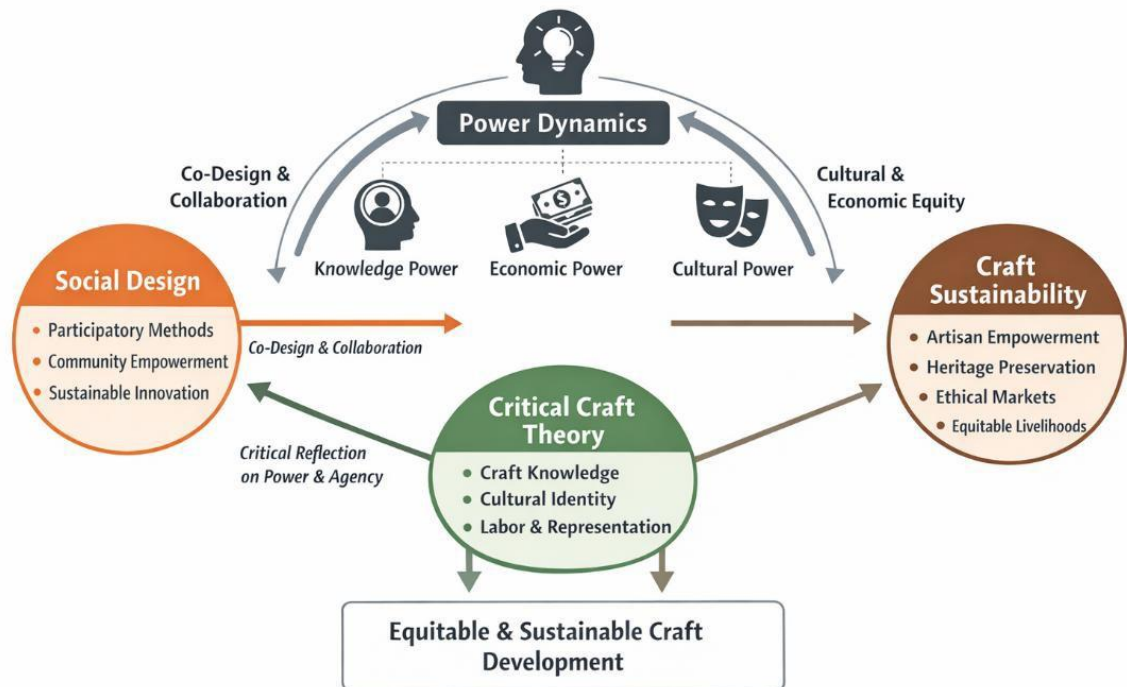 Power Dynamics
Co-Design &
Collaboration
Cultural &
Economic Equity
Knowledge Power
Economic Power
Cultural Power
Social Design
• Participatory Methods
• Community Empowerment
• Sustainable Innovation
Co-Design & Collaboration
Craft
Sustainability
• Artisan Empowerment
• Heritage Preservation
• Ethical Markets
• Equitable Livelihoods
Critical Reflection
on Power & Agency
Critical Craft
Theory
• Craft Knowledge
• Cultural Identity
• Labor & Representation
Equitable & Sustainable Craft
Development